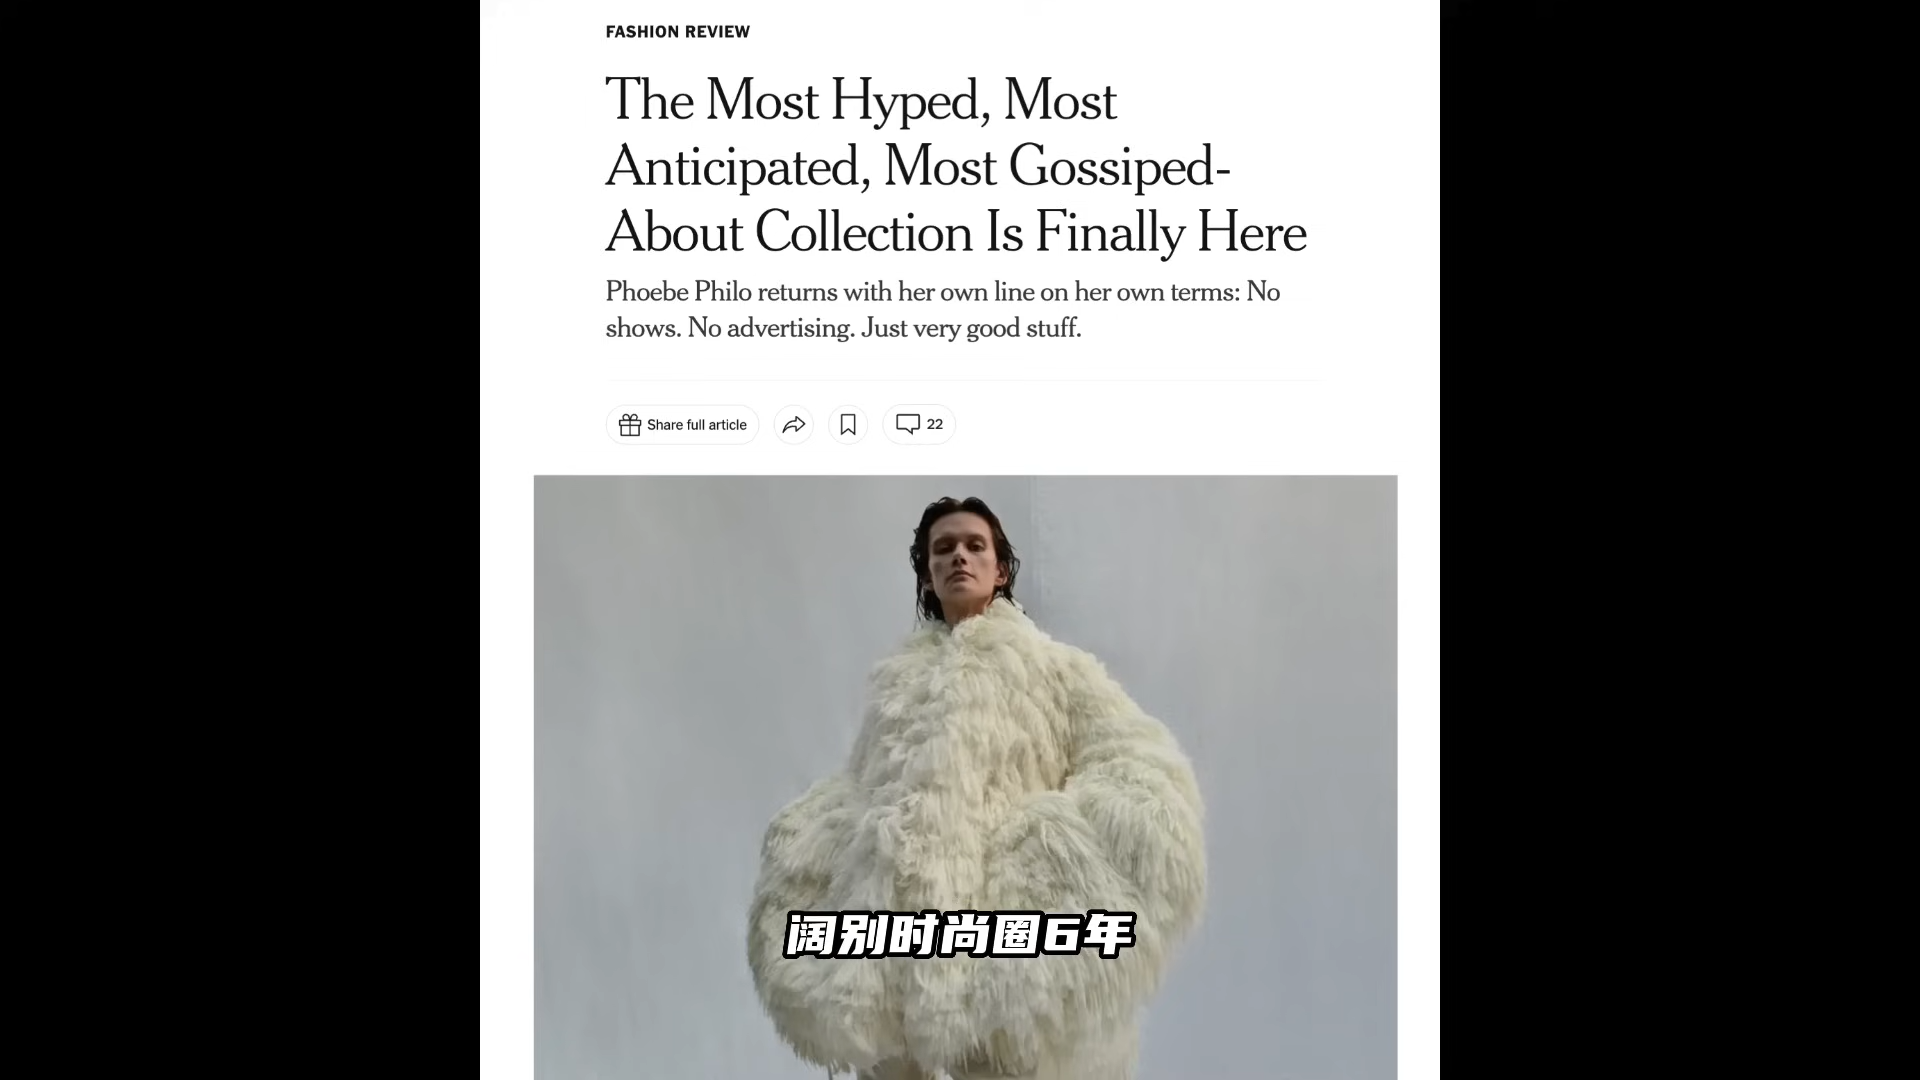 FASHION REVIEW
The Most Hyped, Most
Anticipated, Most Gossiped-
About Collection Is Finally Here
Phoebe Philo returns with her own line on her own terms: No
shows. No advertising. Just very good stuff.
Share full article
22
阔别时尚圈6年